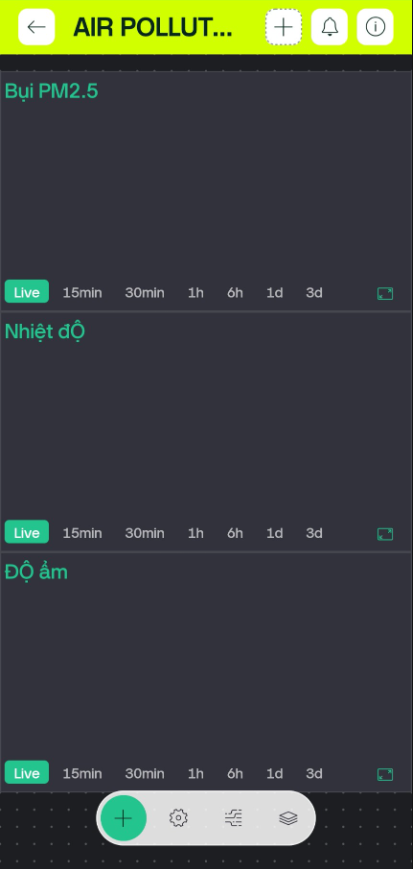 AIR POLLUT...
Bụi PM2.5
Live 15min 30min 1h 6h 1d 3d
Nhiệt độ
Live 15min 30min 1h 6h 1d 3d
Độ ẩm
Live 15min 30min 1h 6h 1d 3d